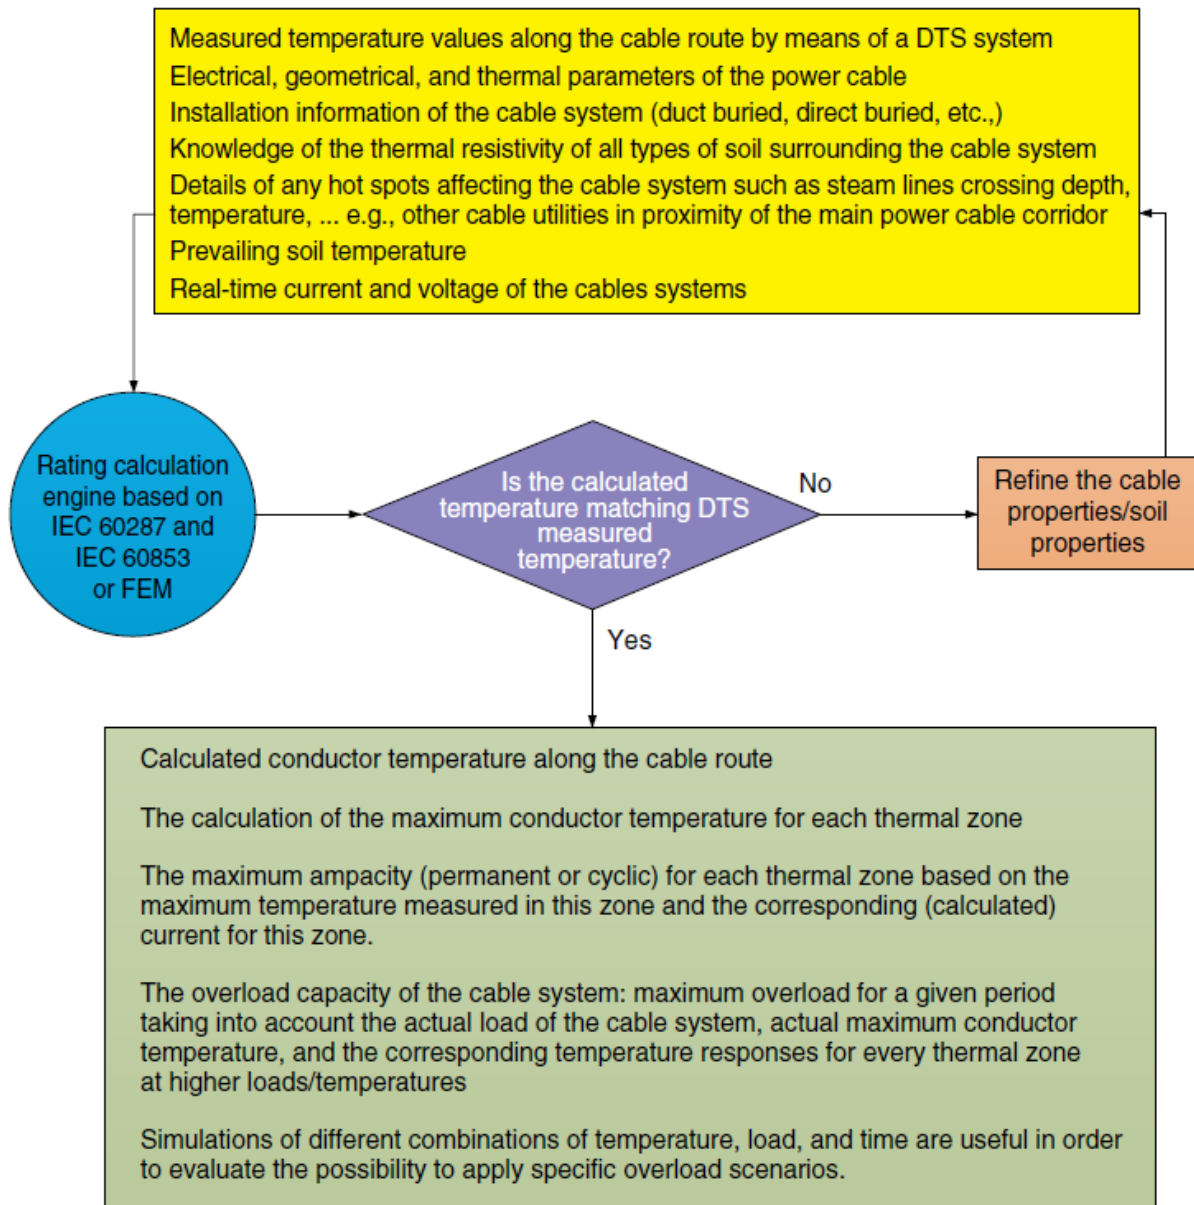 Measured temperature values along the cable route by means of a DTS system
Electrical, geometrical, and thermal parameters of the power cable
Installation information of the cable system (duct buried, direct buried, etc.,)
Knowledge of the thermal resistivity of all types of soil surrounding the cable system
Details of any hot spots affecting the cable system such as steam lines crossing depth,
temperature, ... e.g., other cable utilities in proximity of the main power cable corridor
Prevailing soil temperature
Real-time current and voltage of the cables systems
Rating calculation
engine based on
IEC 60287 and
IEC 60853
or FEM
Is the calculated
temperature matching DTS
measured
temperature?
No
Refine the cable
properties/soil
properties
Yes
Calculated conductor temperature along the cable route
The calculation of the maximum conductor temperature for each thermal zone
The maximum ampacity (permanent or cyclic) for each thermal zone based on the
maximum temperature measured in this zone and the corresponding (calculated)
current for this zone.
The overload capacity of the cable system: maximum overload for a given period
taking into account the actual load of the cable system, actual maximum conductor
temperature, and the corresponding temperature responses for every thermal zone
at higher loads/temperatures
Simulations of different combinations of temperature, load, and time are useful in order
to evaluate the possibility to apply specific overload scenarios.